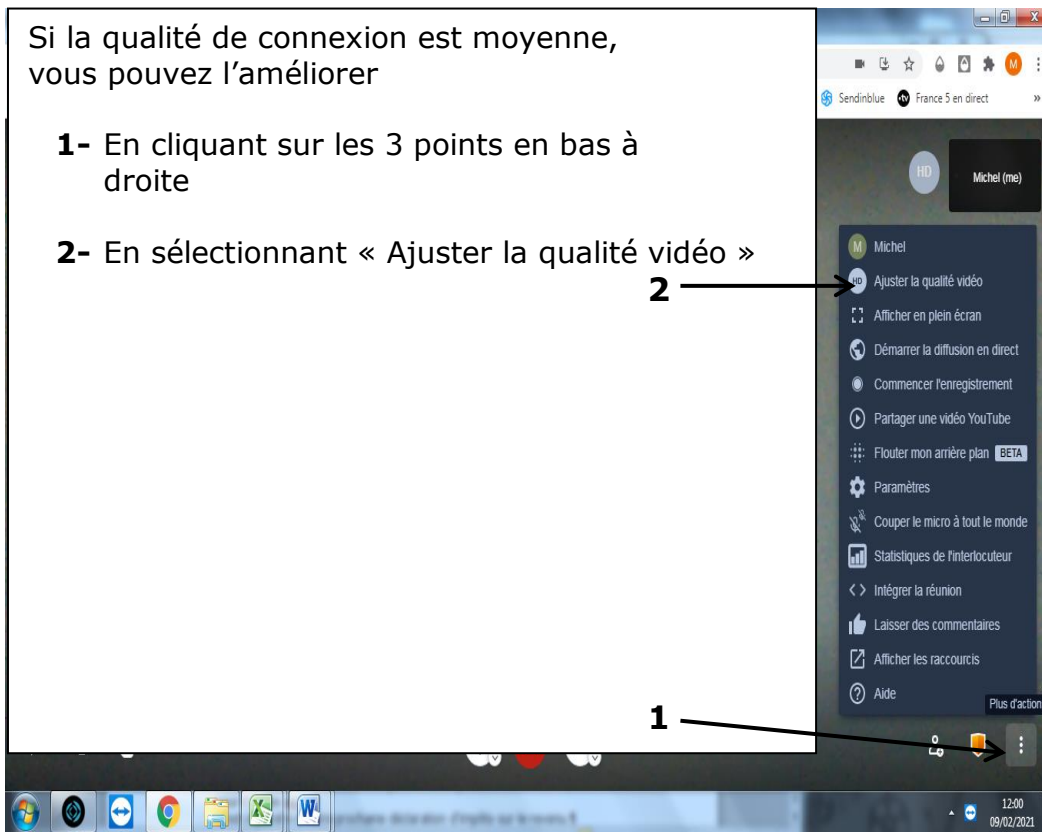 Si la qualité de connexion est moyenne,
vous pouvez l’améliorer
1- En cliquant sur les 3 points en bas à
droite
2- En sélectionnant « Ajuster la qualité vidéo »
2
1
M
Sendinblue
France 5 en direct
»
HD
Michel (me)
M Michel
HD Ajuster la qualité vidéo
Afficher en plein écran
Démarrer la diffusion en direct
Commencer l'enregistrement
Partager une vidéo YouTube
Flouter mon arrière plan BETA
Paramètres
Couper le micro à tout le monde
Statistiques de l'interlocuteur
Intégrer la réunion
Laisser des commentaires
Afficher les raccourcis
Aide
Plus d'action
12:00
09/02/2021